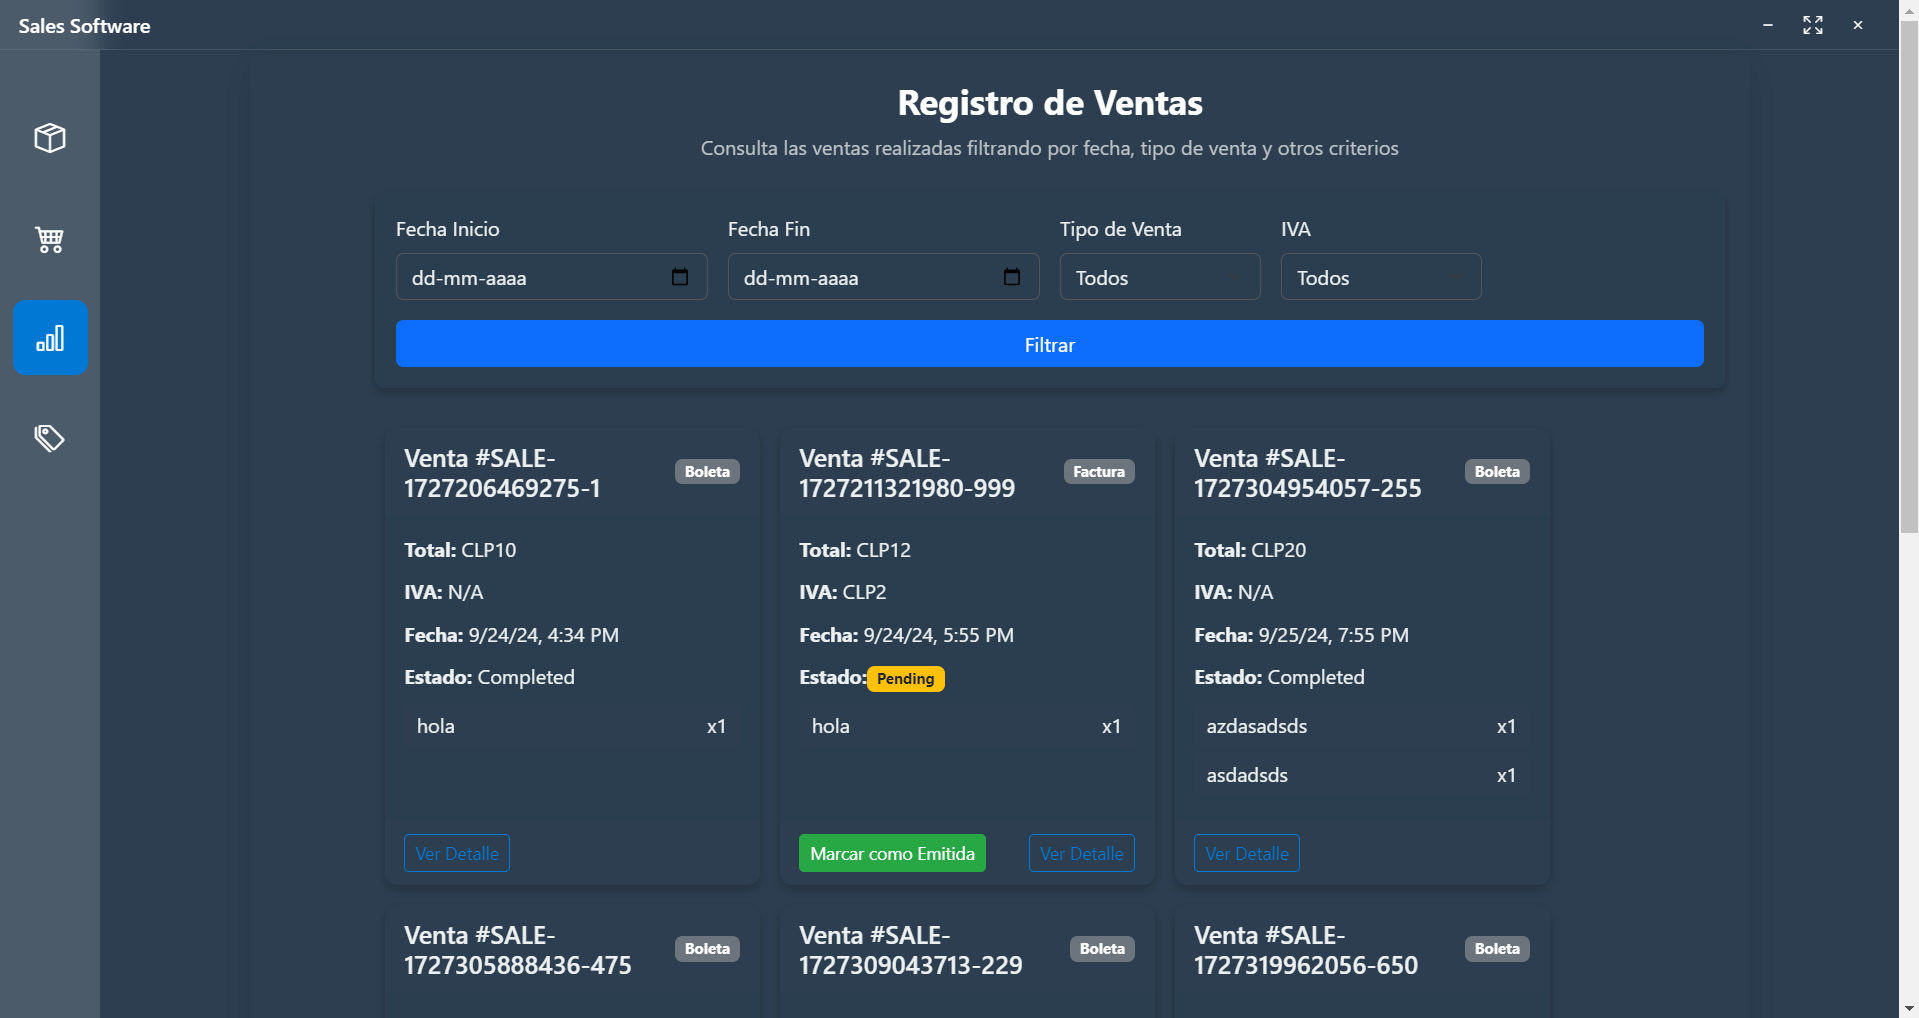 Sales Software
Registro de Ventas
Consulta las ventas realizadas filtrando por fecha, tipo de venta y otros criterios
Fecha Inicio
Fecha Fin
Tipo de Venta
IVA
dd-mm-aaaa
dd-mm-aaaa
Todos
Todos
Filtrar
Venta #SALE-
1727206469275-1
Boleta
Total: CLP10
IVA: N/A
Fecha: 9/24/24, 4:34 PM
Estado: Completed
hola x1
Ver Detalle
Venta #SALE-
1727211321980-999
Factura
Total: CLP12
IVA: CLP2
Fecha: 9/24/24, 5:55 PM
Estado: Pending
hola x1
Marcar como Emitida
Ver Detalle
Venta #SALE-
1727304954057-255
Boleta
Total: CLP20
IVA: N/A
Fecha: 9/25/24, 7:55 PM
Estado: Completed
azdasadsds x1
asdadsds x1
Ver Detalle
Venta #SALE-
1727305888436-475
Boleta
Venta #SALE-
1727309043713-229
Boleta
Venta #SALE-
1727319962056-650
Boleta